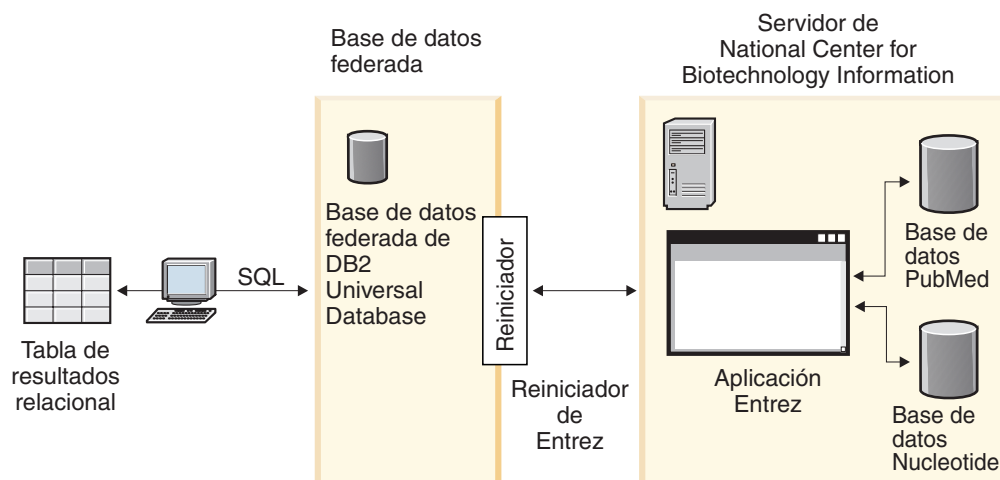 Base de datos
federada
Servidor de
National Center for
Biotechnology Information
Base de datos
federada de
DB2
Universal
Database
SQL
Reiniciador
Tabla de
resultados
relacional
Reiniciador
de
Entrez
Aplicación
Entrez
Base de
datos
PubMed
Base de
datos
Nucleotide